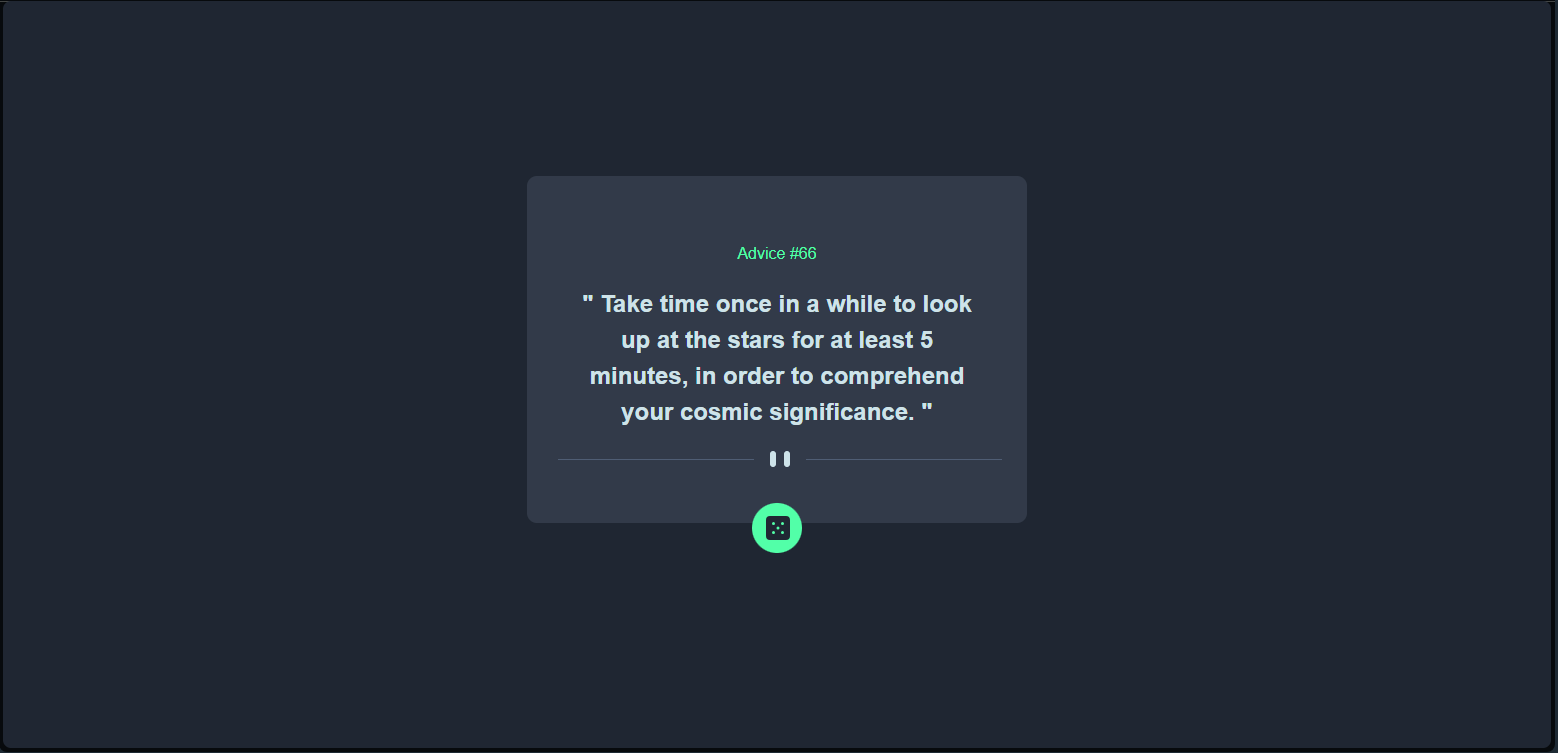 Advice #66
" Take time once in a while to look
up at the stars for at least 5
minutes, in order to comprehend
your cosmic significance. "